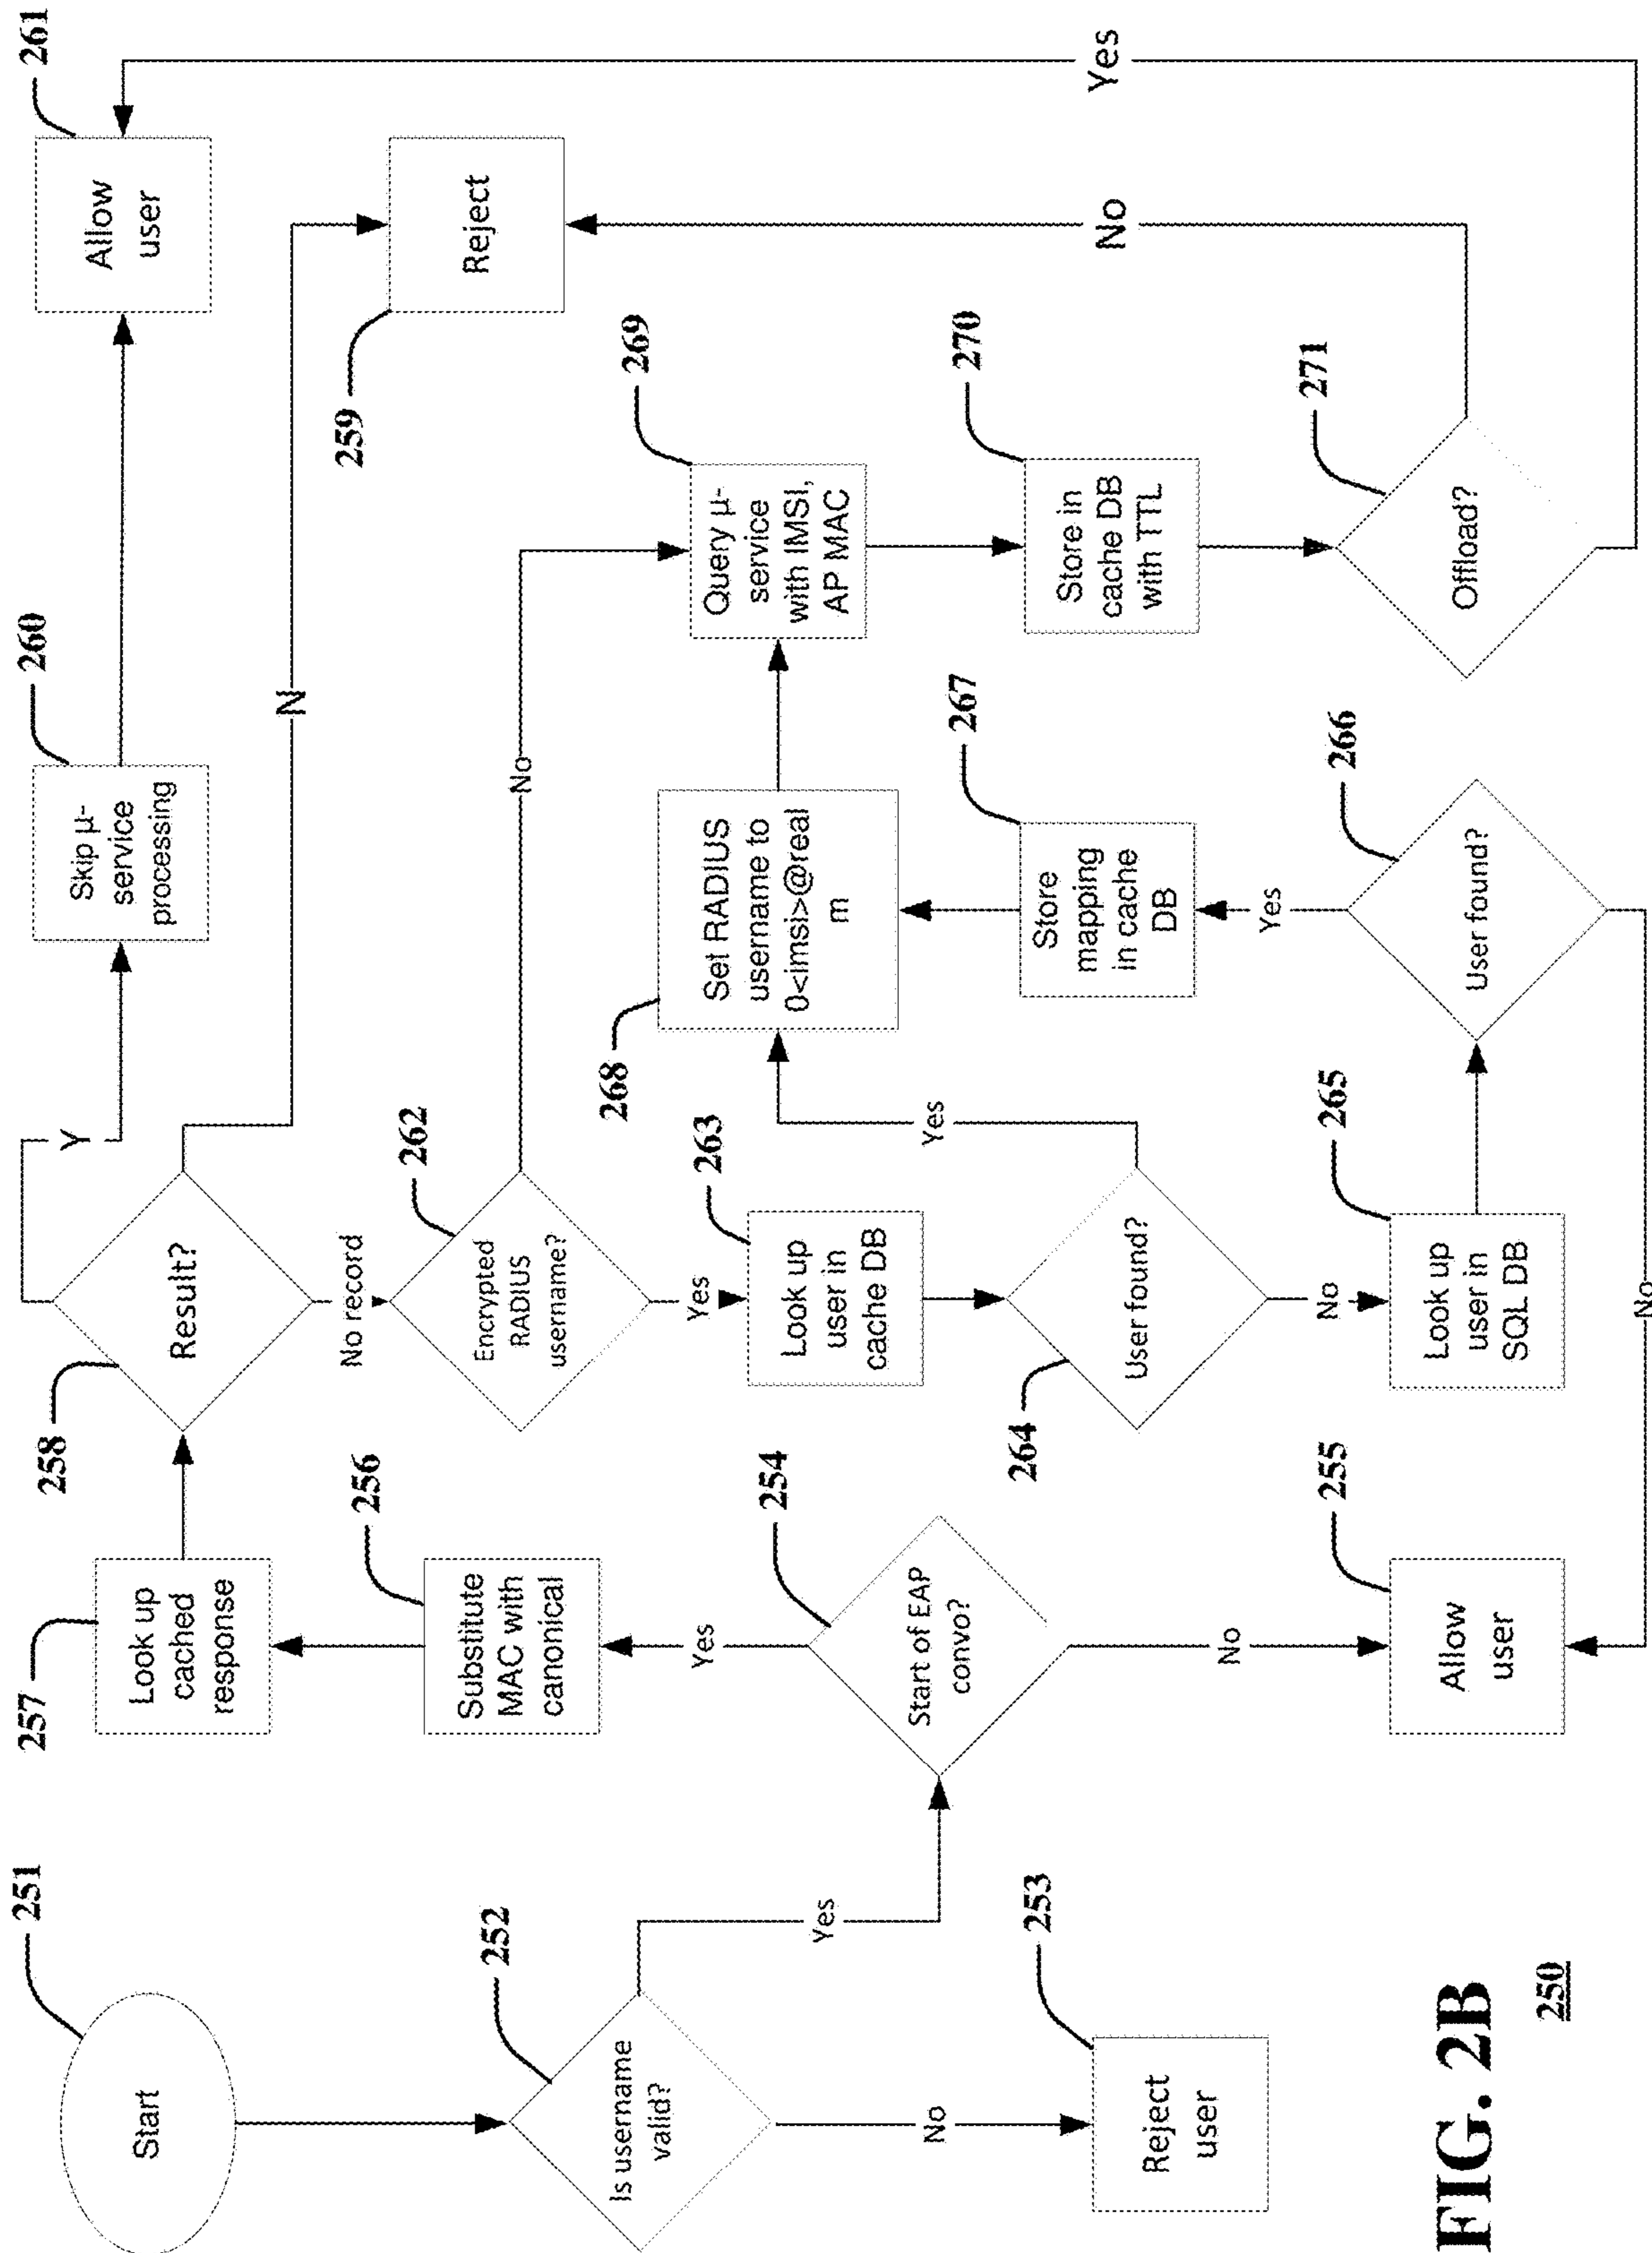 251
Start
252
Is username
valid?
No
253
Reject
user
Yes
254
Start of EAP
convo?
No
255
Allow
user
Yes
256
Substitute
MAC with
canonical
257
Look up
cached
response
258
Result?
Y
260
Skip µ-
service
processing
261
Allow
user
N
259
Reject
No record
262
Encrypted
RADIUS
username?
No
Yes
263
Look up
user in
cache DB
264
User found?
Yes
No
265
Look up
user in
SQL DB
266
User found?
No
Yes
267
Store
mapping
in cache
DB
268
Set RADIUS
username to
0<imsi>@real
m
269
Query µ-
service
with IMSI,
AP MAC
270
Store in
cache DB
with TTL
271
Offload?
No
Yes
FIG. 2B
250